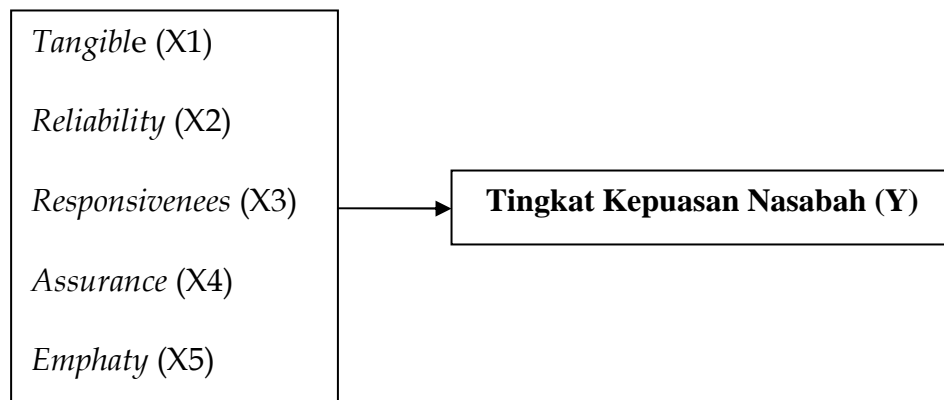 Tangible (X1)
Reliability (X2)
Responsivenees (X3)
Assurance (X4)
Emphaty (X5)
Tingkat Kepuasan Nasabah (Y)